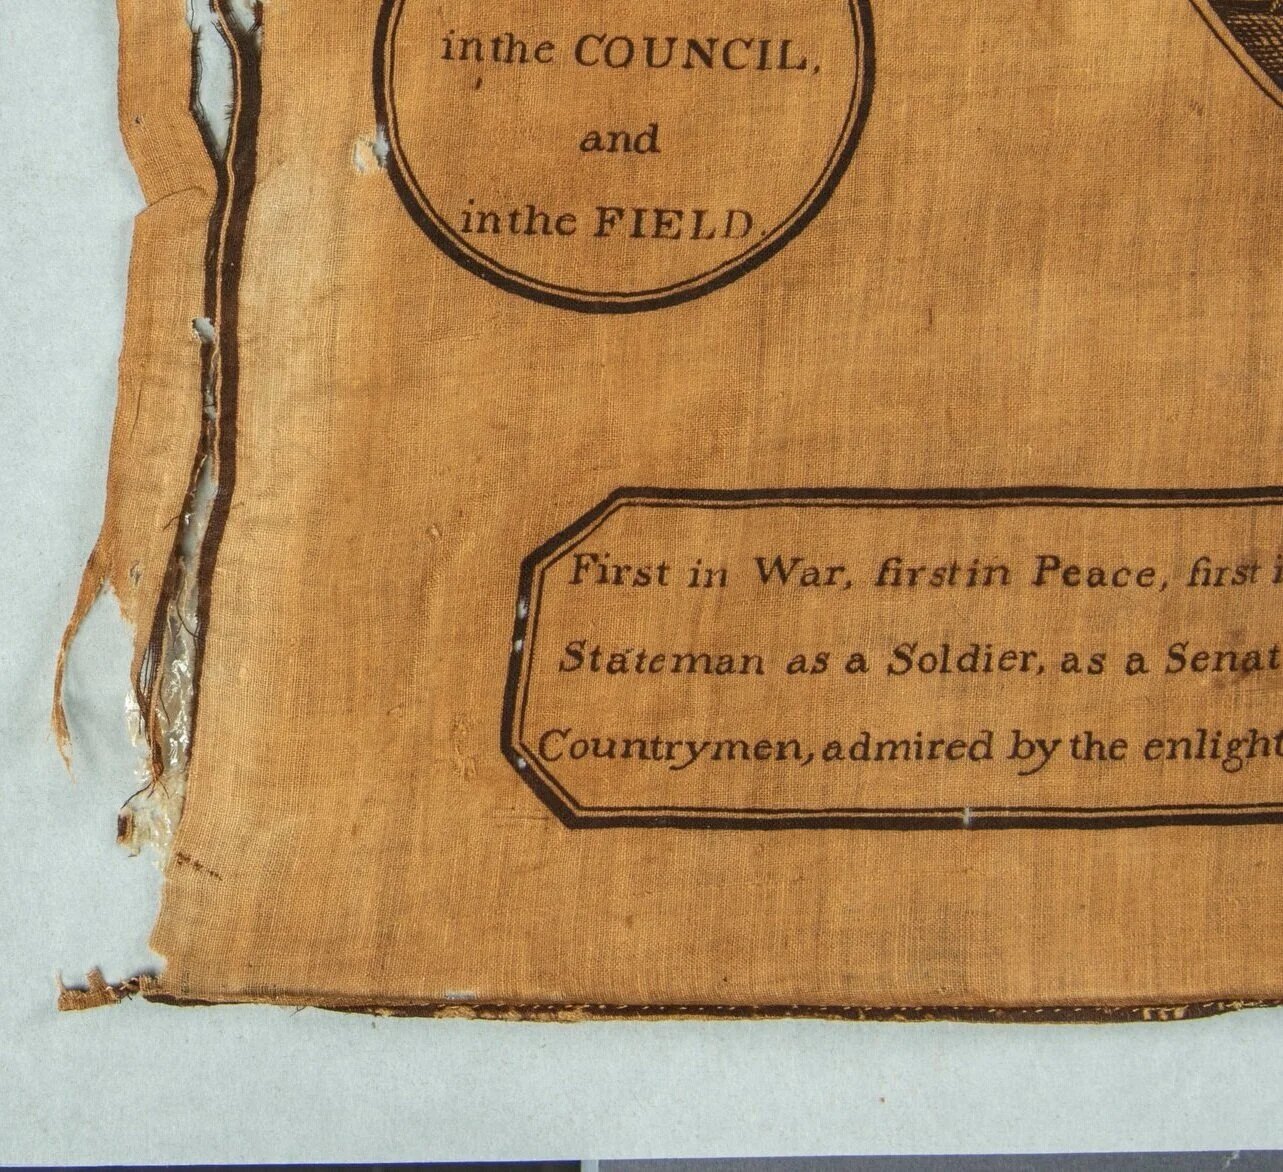 in the COUNCIL,
and
in the FIELD.
First in War, first in Peace, first
Stateman as a Soldier, as a Senat
Countrymen, admired by the enlight